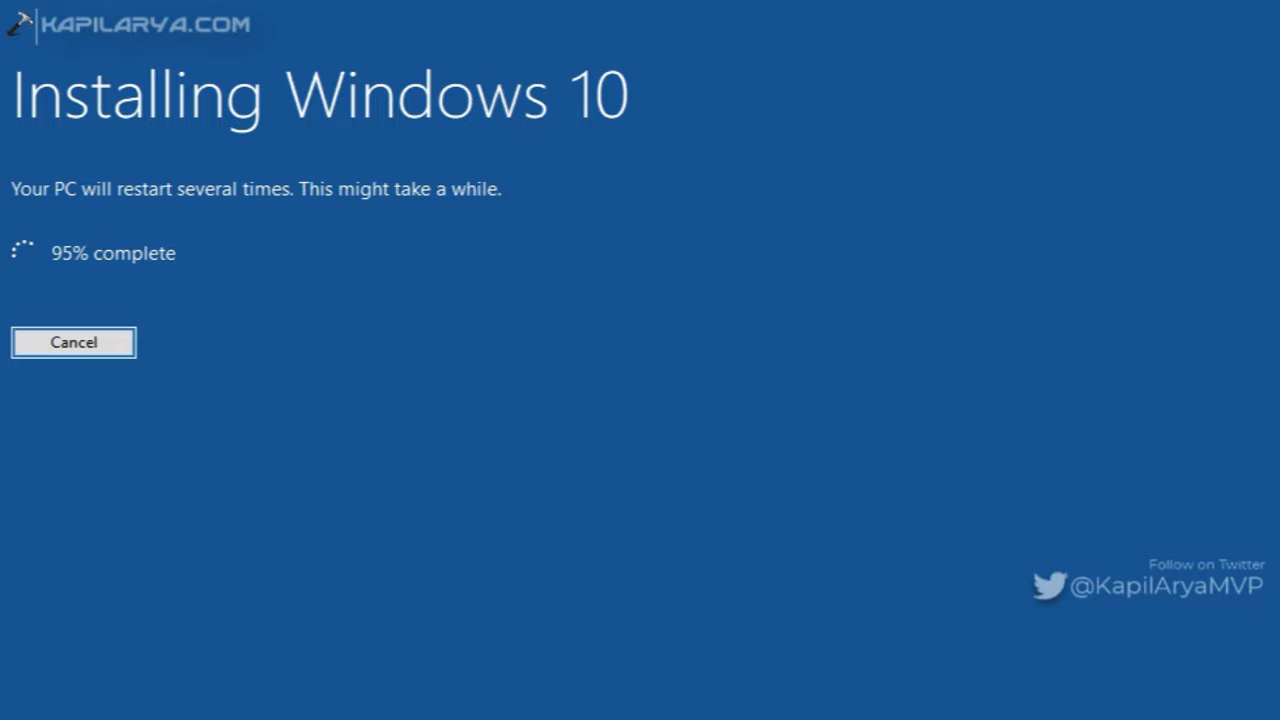 KAPILARYA.COM
Installing Windows 10
Your PC will restart several times. This might take a while.
95% complete
Cancel
Follow on Twitter
@KapilAryaMVP